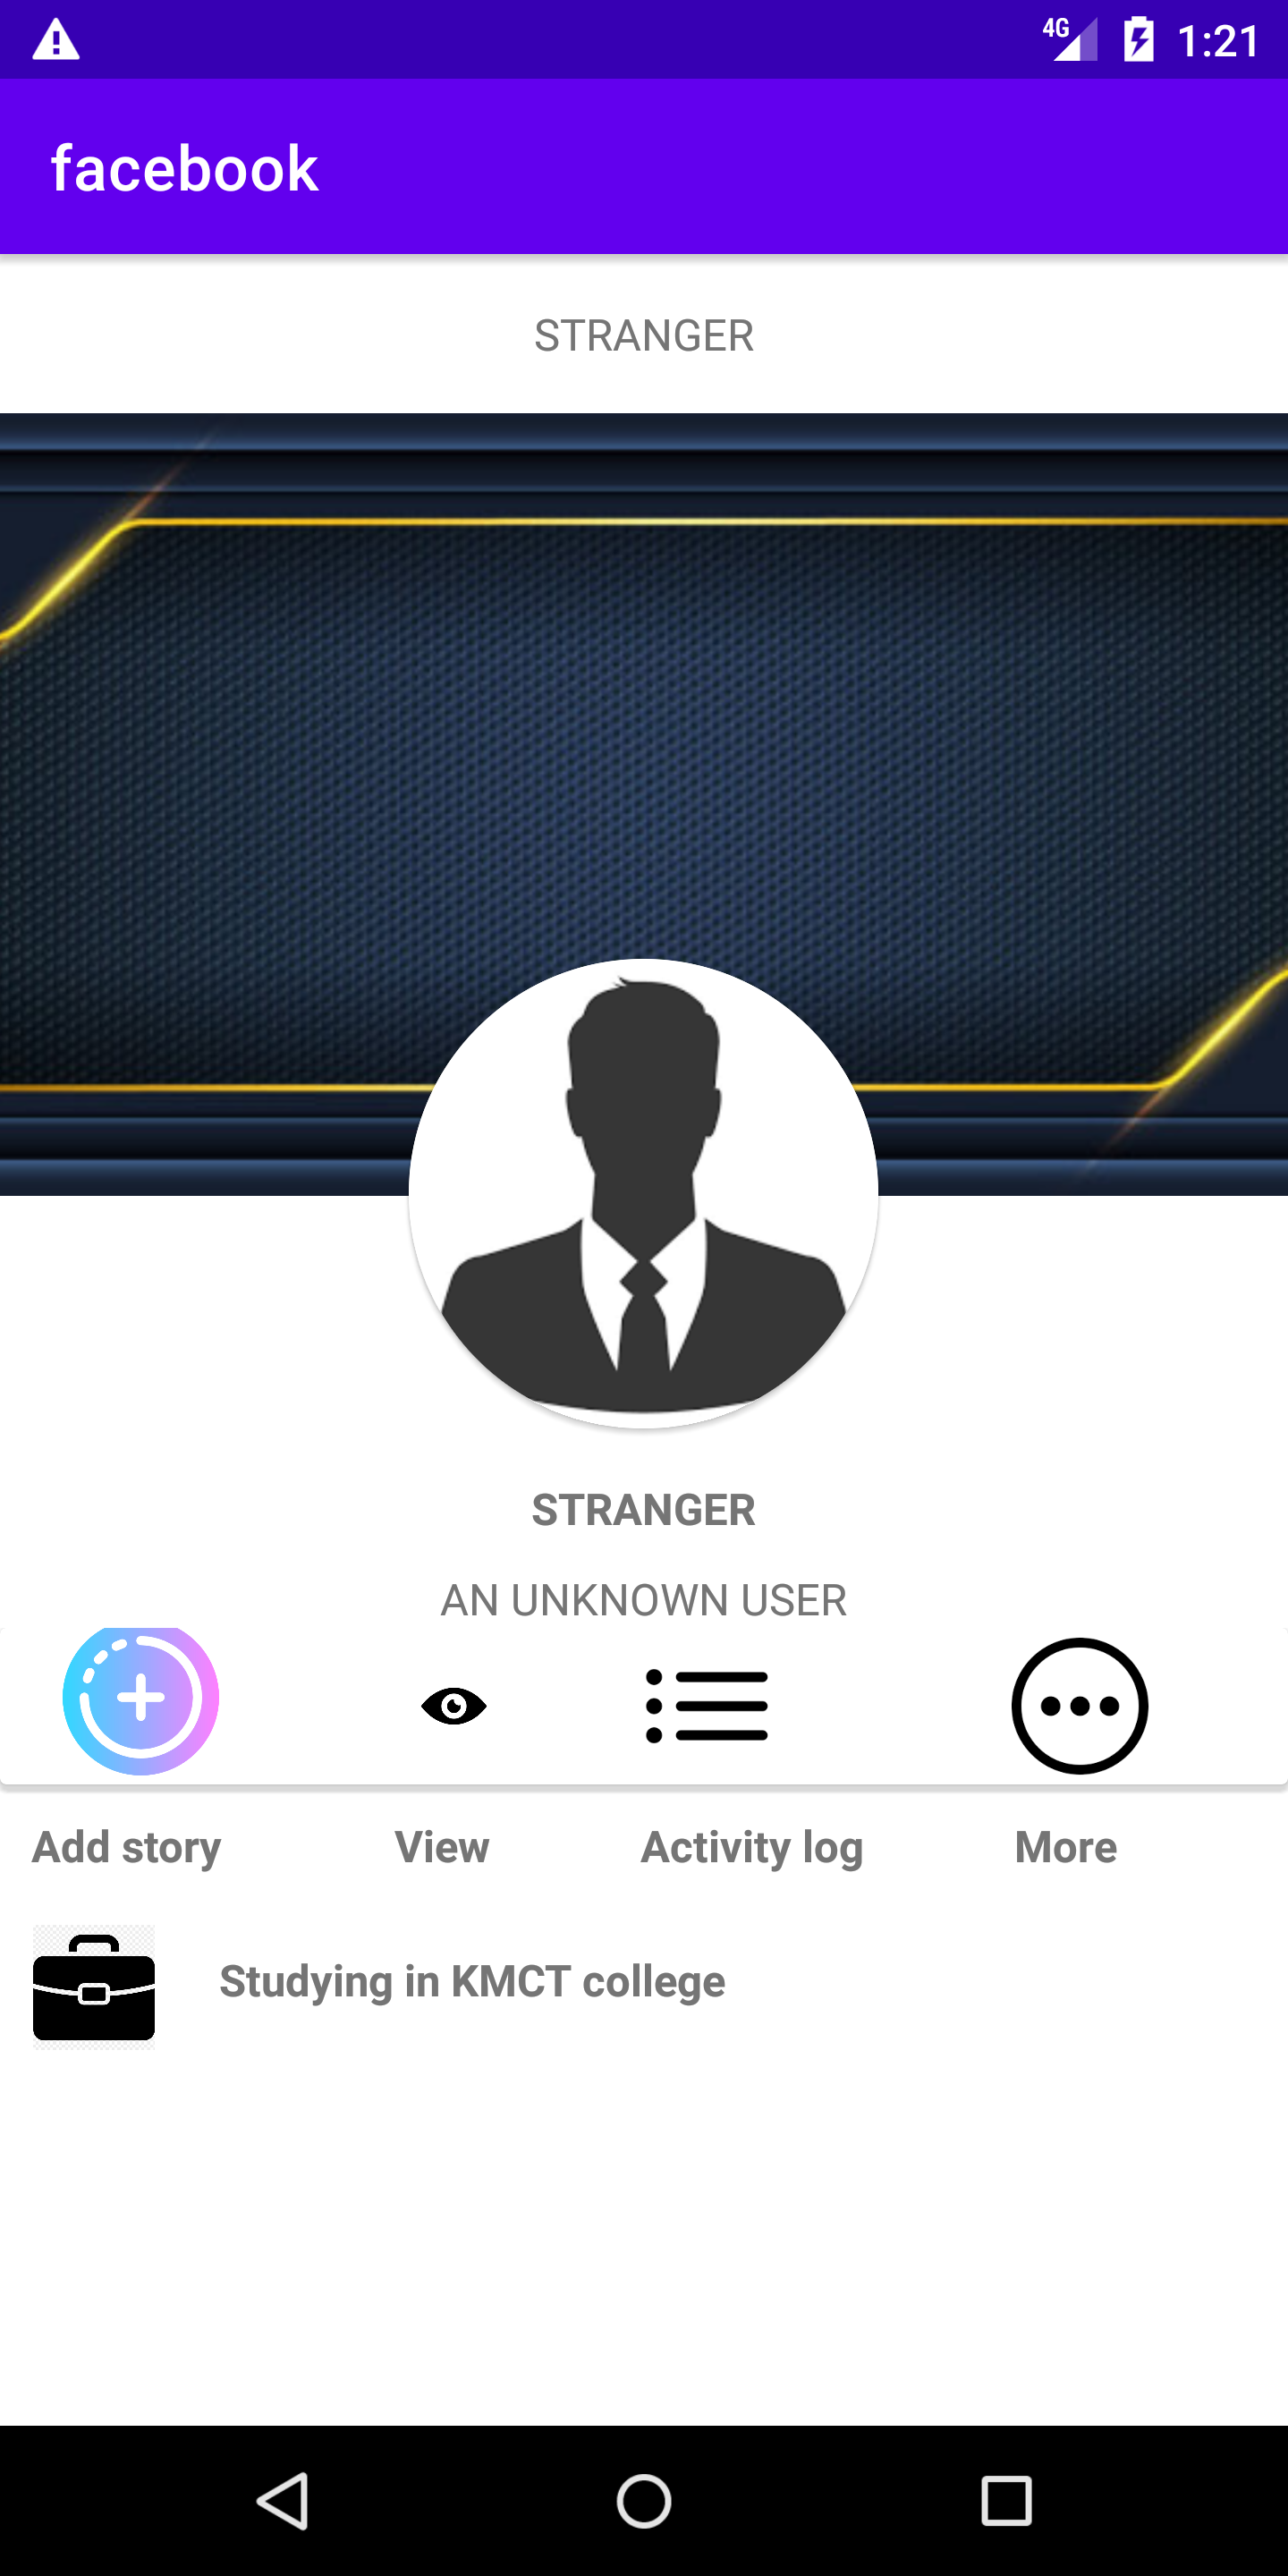 4G 1:21
facebook
STRANGER
STRANGER
AN UNKNOWN USER
Add story View Activity log More
Studying in KMCT college